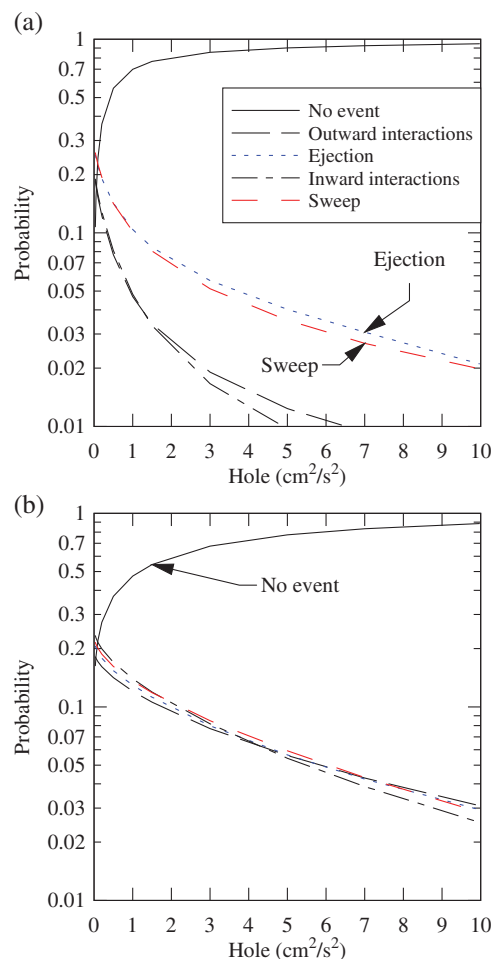 (a)
1
0.7
0.5
0.3
0.2
0.1
0.07
0.05
0.03
0.02
0.01
Probability
No event
Outward interactions
Ejection
Inward interactions
Sweep
Ejection
Sweep
0 1 2 3 4 5 6 7 8 9 10
Hole (cm²/s²)
(b)
1
0.7
0.5
0.3
0.2
0.1
0.07
0.05
0.03
0.02
0.01
Probability
No event
0 1 2 3 4 5 6 7 8 9 10
Hole (cm²/s²)